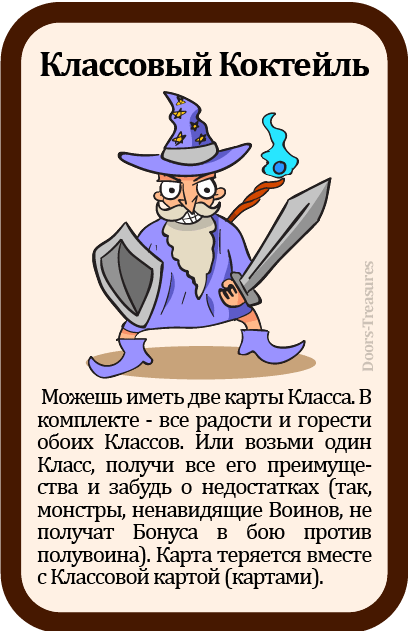 Классовый Коктейль
Doors-Treasures
Можешь иметь две карты Класса. В
комплекте - все радости и горести
обоих Классов. Или возьми один
Класс, получи все его преимуще-
ства и забудь о недостатках (так,
монстры, ненавидящие Воинов, не
получат Бонуса в бою против
полувоина). Карта теряется вместе
с Классовой картой (картами).